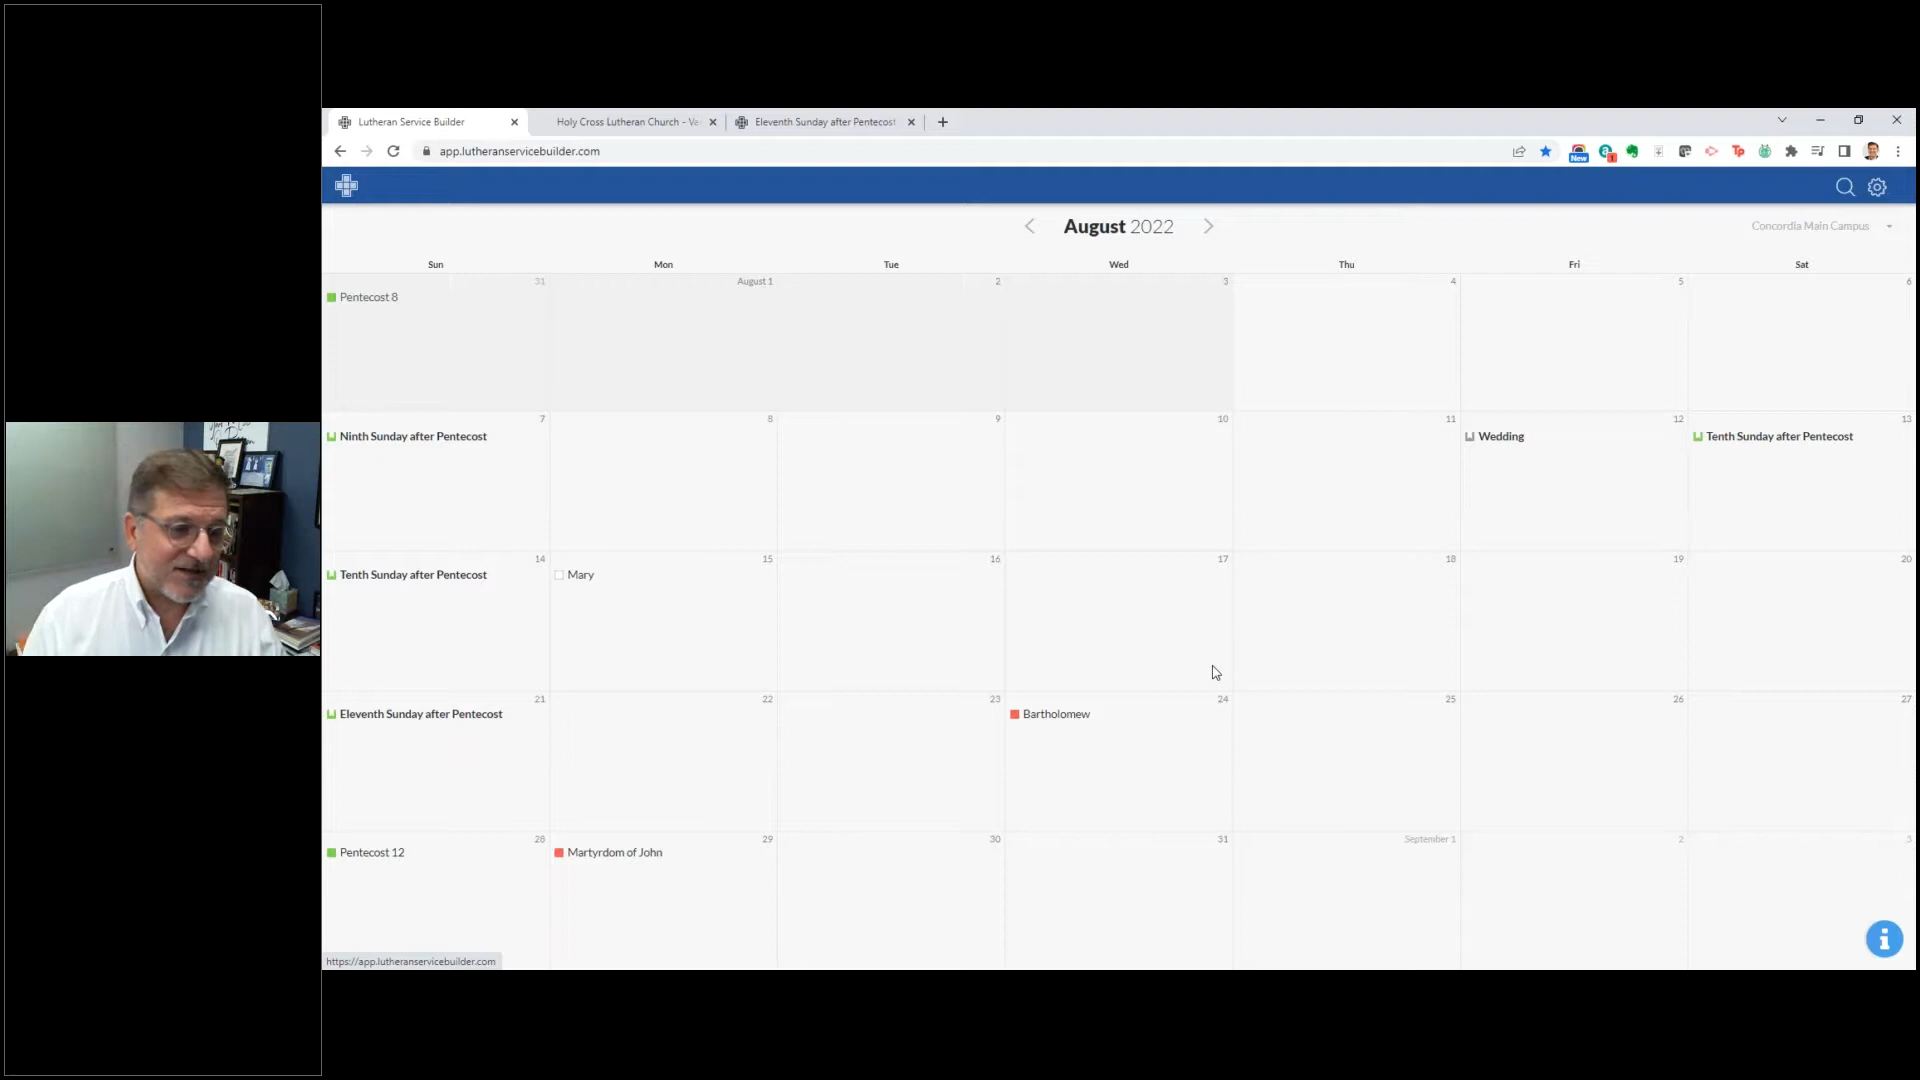 Lutheran Service Builder
Holy Cross Lutheran Church - Ve
Eleventh Sunday after Pentecost
app.lutheranservicebuilder.com
New
1
Tp
August 2022
Concordia Main Campus
Sun Mon Tue Wed Thu Fri Sat
31 August 1 2 3 4 5 6
Pentecost 8
7 8 9 10 11 12 13
Ninth Sunday after Pentecost Wedding Tenth Sunday after Pentecost
14 15 16 17 18 19 20
Tenth Sunday after Pentecost Mary
21 22 23 24 25 26 27
Eleventh Sunday after Pentecost Bartholomew
28 29 30 31 September 1 2 3
Pentecost 12 Martyrdom of John
https://app.lutheranservicebuilder.com